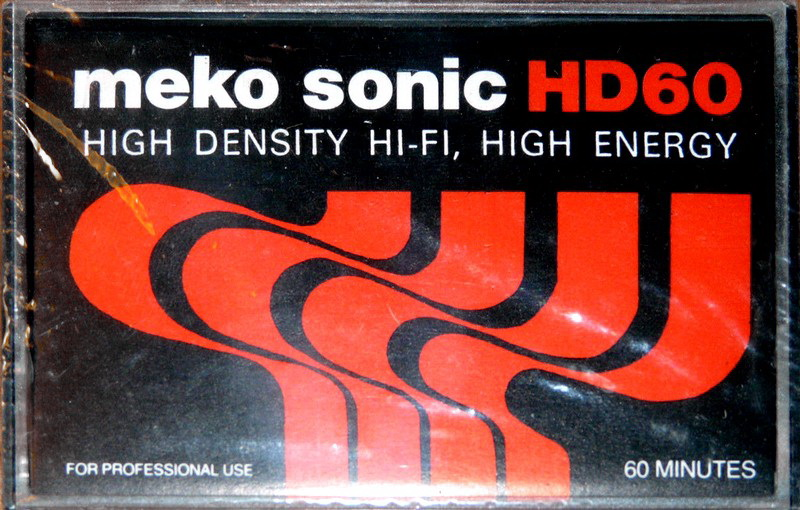 meko sonic HD60
HIGH DENSITY HI-FI, HIGH ENERGY
FOR PROFESSIONAL USE
60 MINUTES